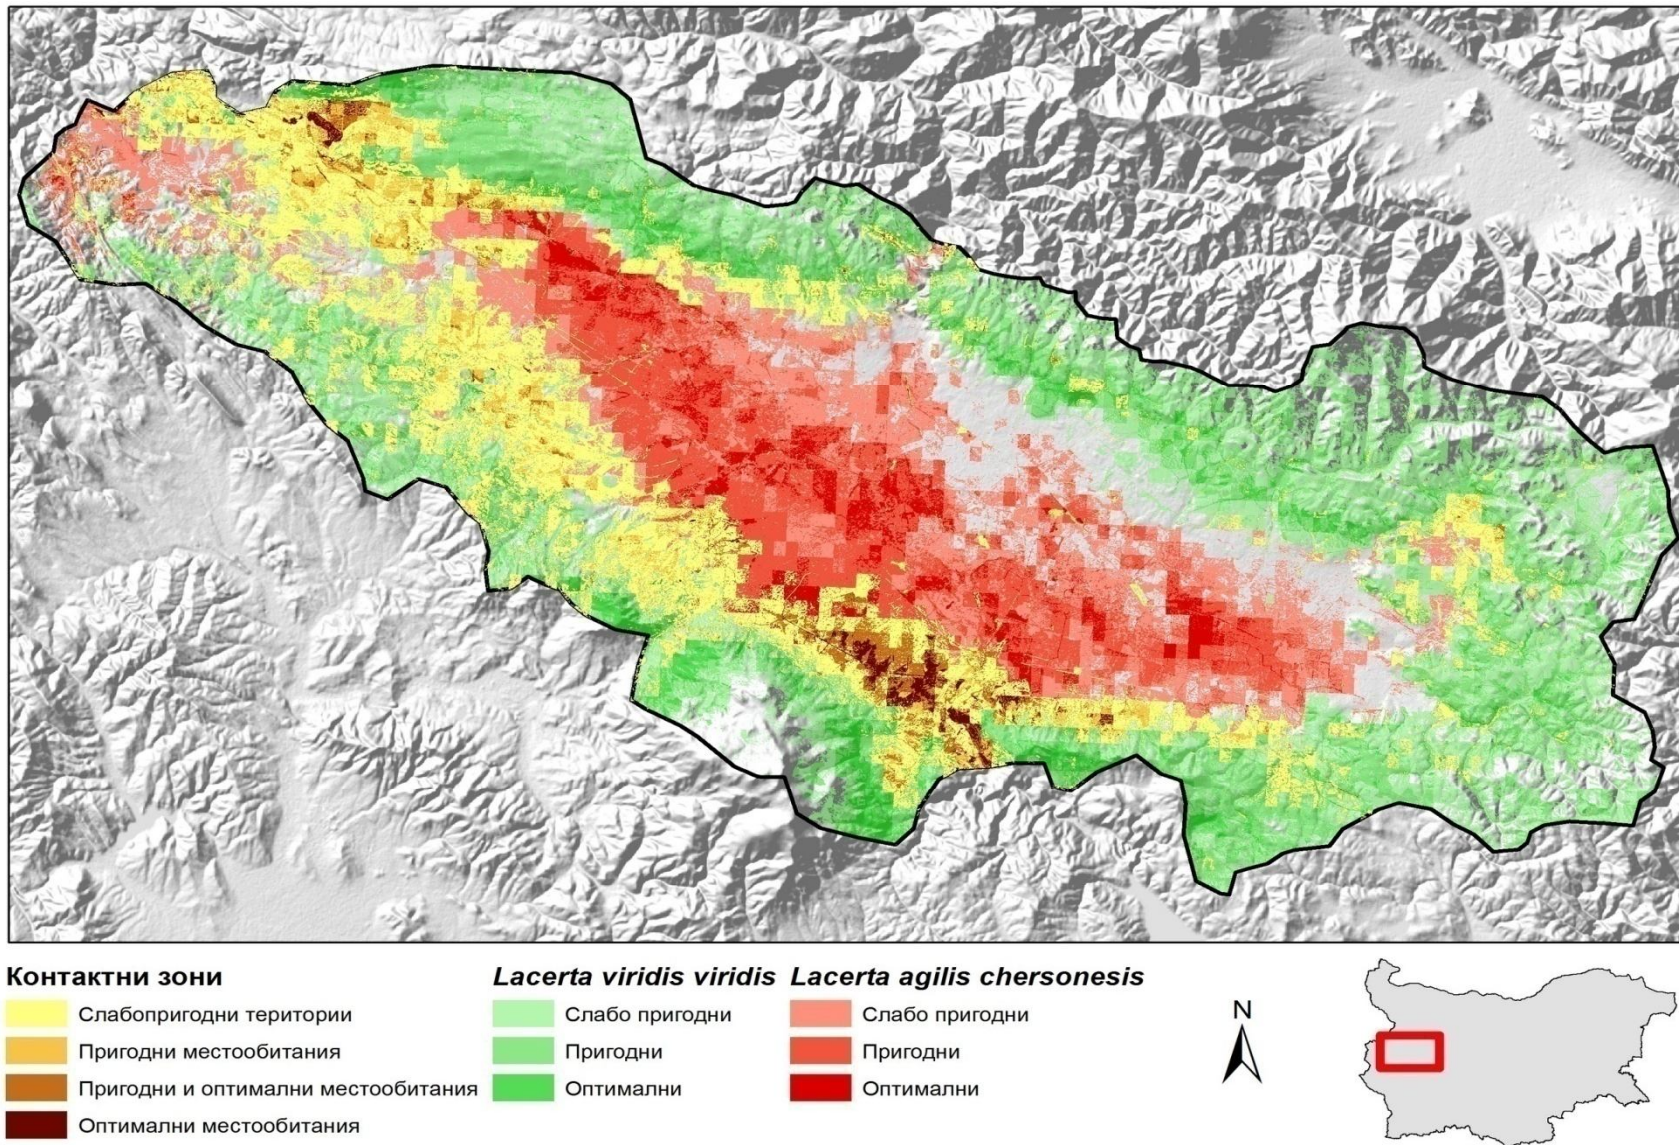 Контактни зони
Слабопригодни територии
Пригодни местообитания
Пригодни и оптимални местообитания
Оптимални местообитания
Lacerta viridis viridis
Слабо пригодни
Пригодни
Оптимални
Lacerta agilis chersonesis
Слабо пригодни
Пригодни
Оптимални
N